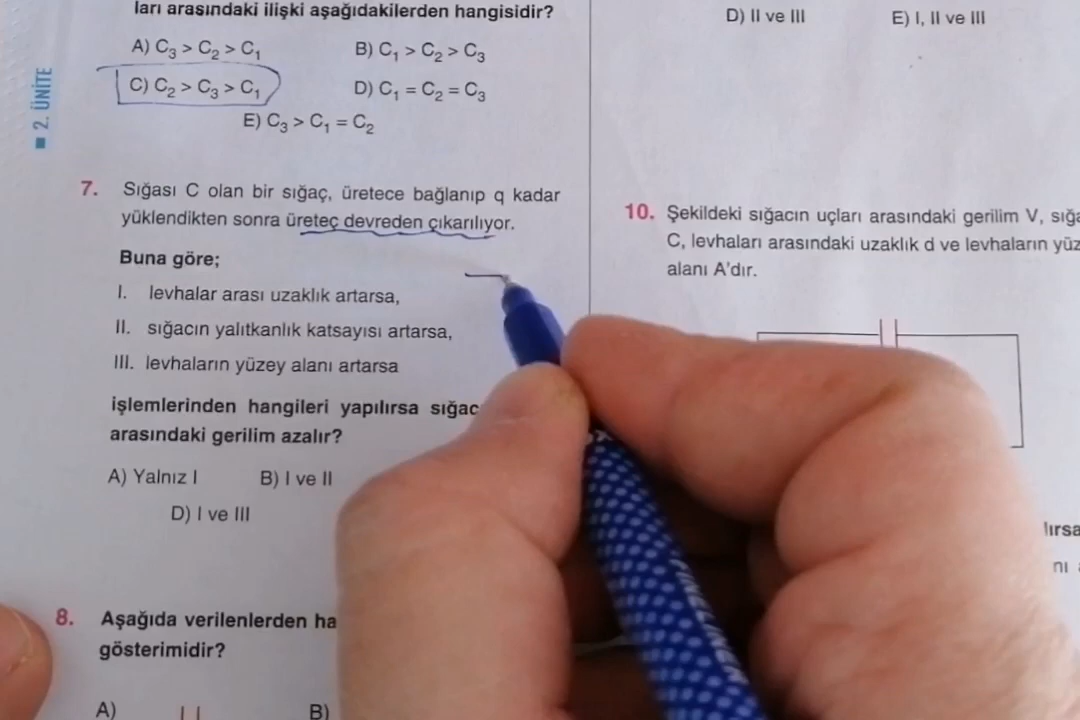 ları arasındaki ilişki aşağıdakilerden hangisidir?
A) C₃ > C₂ > C₁
B) C₁ > C₂ > C₃
C) C₂ > C₃ > C₁
D) C₁ = C₂ = C₃
E) C₃ > C₁ = C₂
■ 2. ÜNİTE
7. Sığası C olan bir sığaç, üretece bağlanıp q kadar
yüklendikten sonra üreteç devreden çıkarılıyor.
Buna göre;
I. levhalar arası uzaklık artarsa,
II. sığacın yalıtkanlık katsayısı artarsa,
III. levhaların yüzey alanı artarsa
işlemlerinden hangileri yapılırsa
arasındaki gerilim azalır?
A) Yalnız I
B) I ve II
D) I ve III
8. Aşağıda verilenlerden
gösterimidir?
A)
B)
D) II ve III
E) I, II ve III
10. Şekildeki sığacın uçları arasındaki gerilim V,
C, levhaları arasındaki uzaklık d ve levhaların
alanı A'dır.